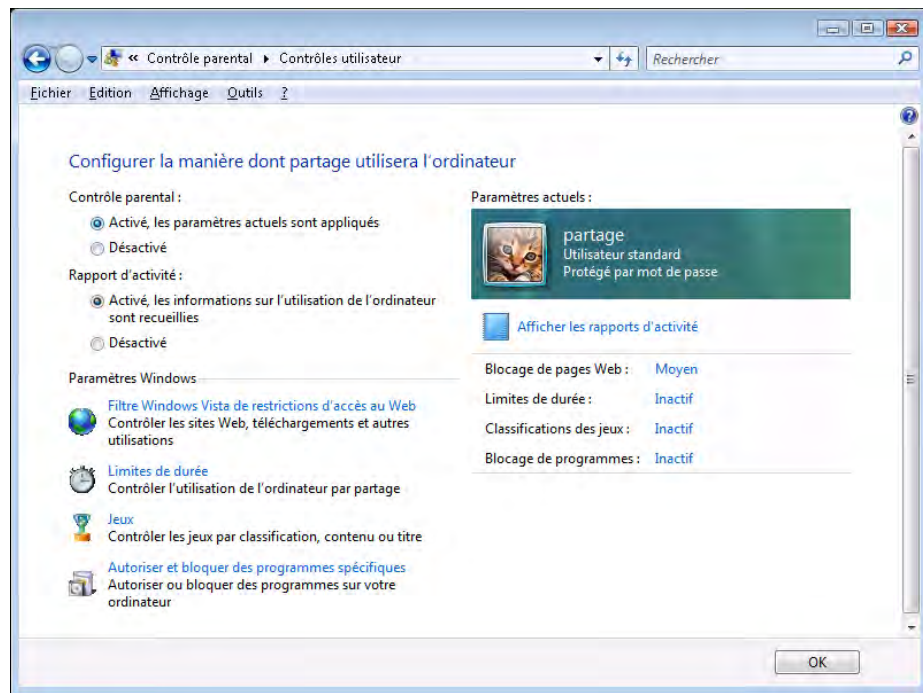 « Contrôle parental ▸ Contrôles utilisateur
Rechercher
Fichier Edition Affichage Outils ?
Configurer la manière dont partage utilisera l'ordinateur
Contrôle parental :
Activé, les paramètres actuels sont appliqués
Désactivé
Rapport d'activité :
Activé, les informations sur l'utilisation de l'ordinateur
sont recueillies
Désactivé
Paramètres Windows
Filtre Windows Vista de restrictions d'accès au Web
Contrôler les sites Web, téléchargements et autres
utilisations
Limites de durée
Contrôler l'utilisation de l'ordinateur par partage
Jeux
Contrôler les jeux par classification, contenu ou titre
Autoriser et bloquer des programmes spécifiques
Autoriser ou bloquer des programmes sur votre
ordinateur
Paramètres actuels :
partage
Utilisateur standard
Protégé par mot de passe
Afficher les rapports d'activité
Blocage de pages Web : Moyen
Limites de durée : Inactif
Classifications des jeux : Inactif
Blocage de programmes : Inactif
OK